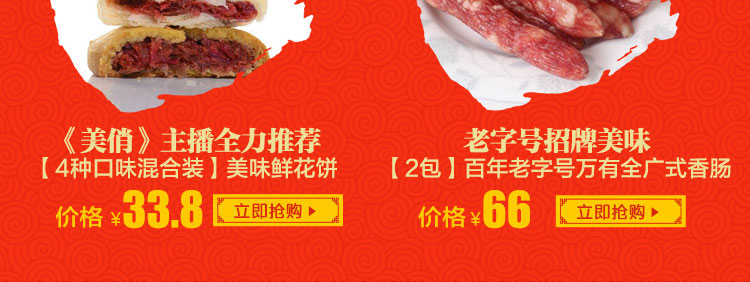 《美俏》主播全力推荐
【4种口味混合装】美味鲜花饼
价格 ¥33.8 立即抢购
老字号招牌美味
【2包】百年老字号万有全广式香肠
价格 ¥66 立即抢购